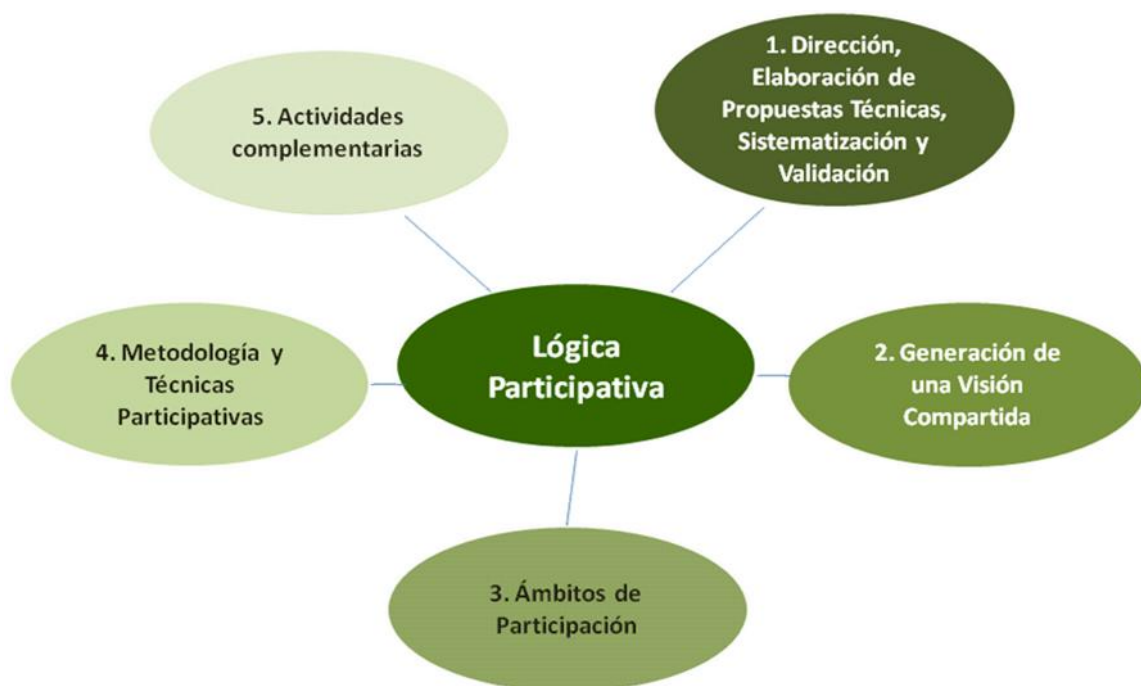 1. Dirección,
Elaboración de
Propuestas Técnicas,
Sistematización y
Validación
5. Actividades
complementarias
Lógica
Participativa
4. Metodología y
Técnicas
Participativas
2. Generación de
una Visión
Compartida
3. Ámbitos de
Participación